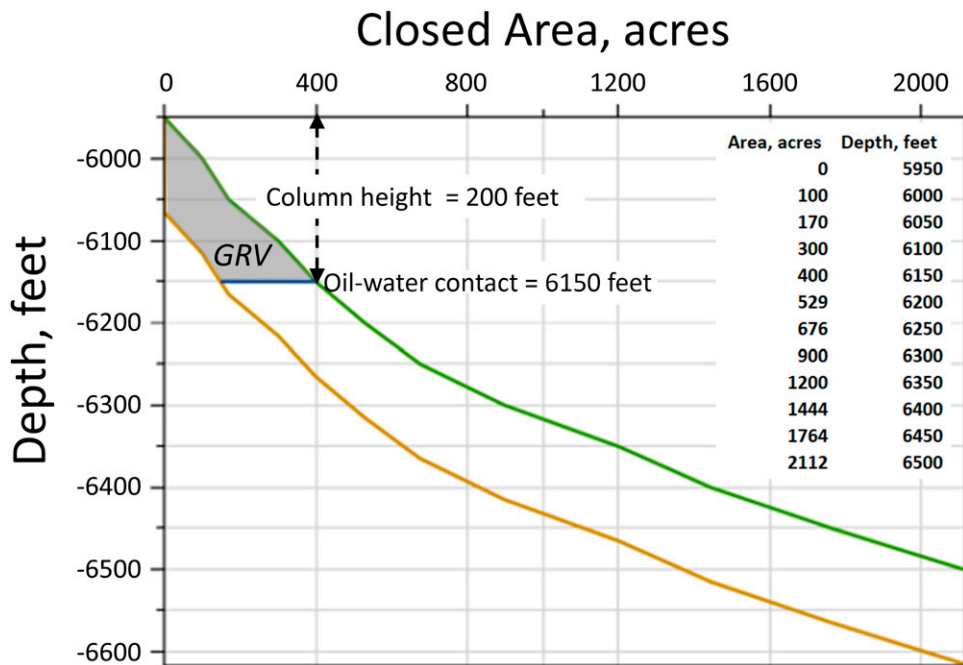 Closed Area, acres
0 400 800 1200 1600 2000
Depth, feet
-6000
-6100
-6200
-6300
-6400
-6500
-6600
Column height = 200 feet
GRV
Oil-water contact = 6150 feet
Area, acres Depth, feet
0 5950
100 6000
170 6050
300 6100
400 6150
529 6200
676 6250
900 6300
1200 6350
1444 6400
1764 6450
2112 6500